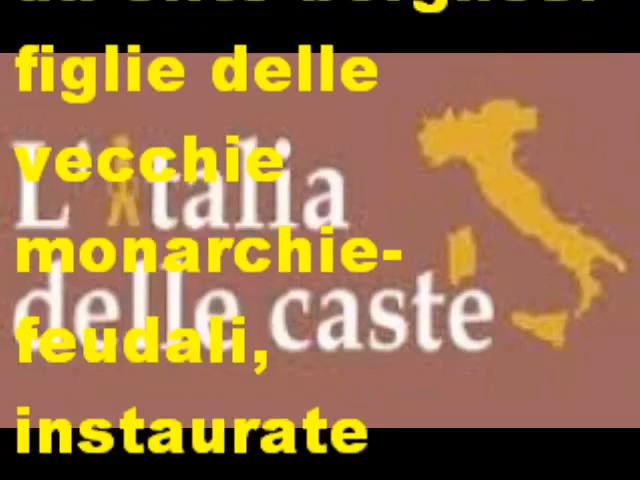 figlie delle
vecchie
L'Italia
monarchie-
delle caste
feudali,
instaurate